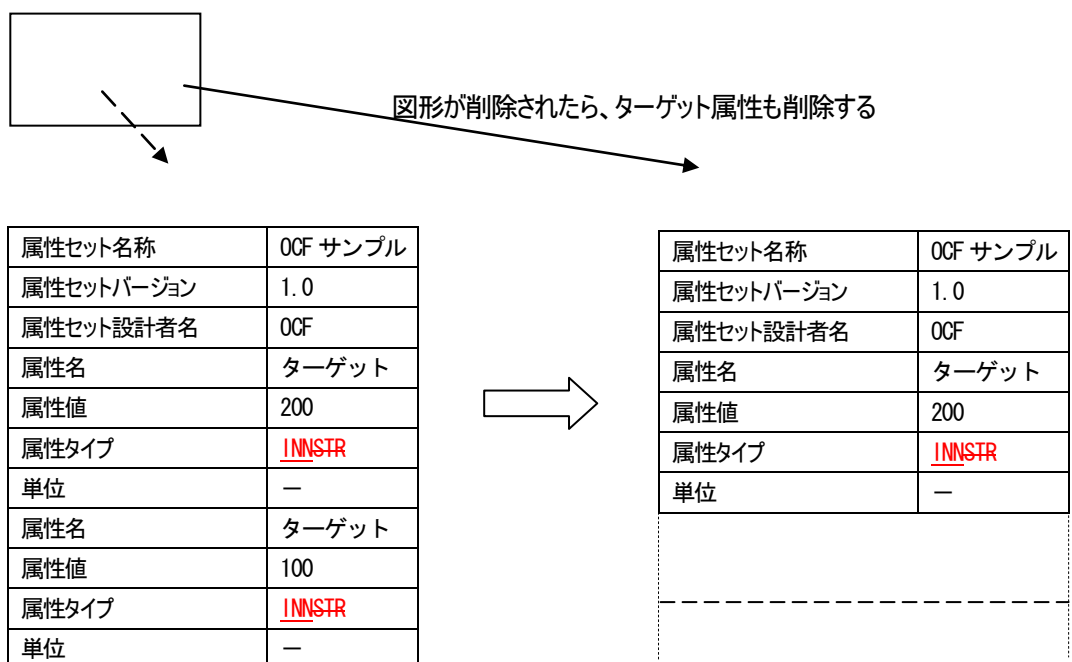 図形が削除されたら、ターゲット属性も削除する
属性セット名称 OCF サンプル
属性セットバージョン 1.0
属性セット設計者名 OCF
属性名 ターゲット
属性値 200
属性タイプ INNSTR
単位 －
属性名 ターゲット
属性値 100
属性タイプ INNSTR
単位 －
属性セット名称 OCF サンプル
属性セットバージョン 1.0
属性セット設計者名 OCF
属性名 ターゲット
属性値 200
属性タイプ INNSTR
単位 －